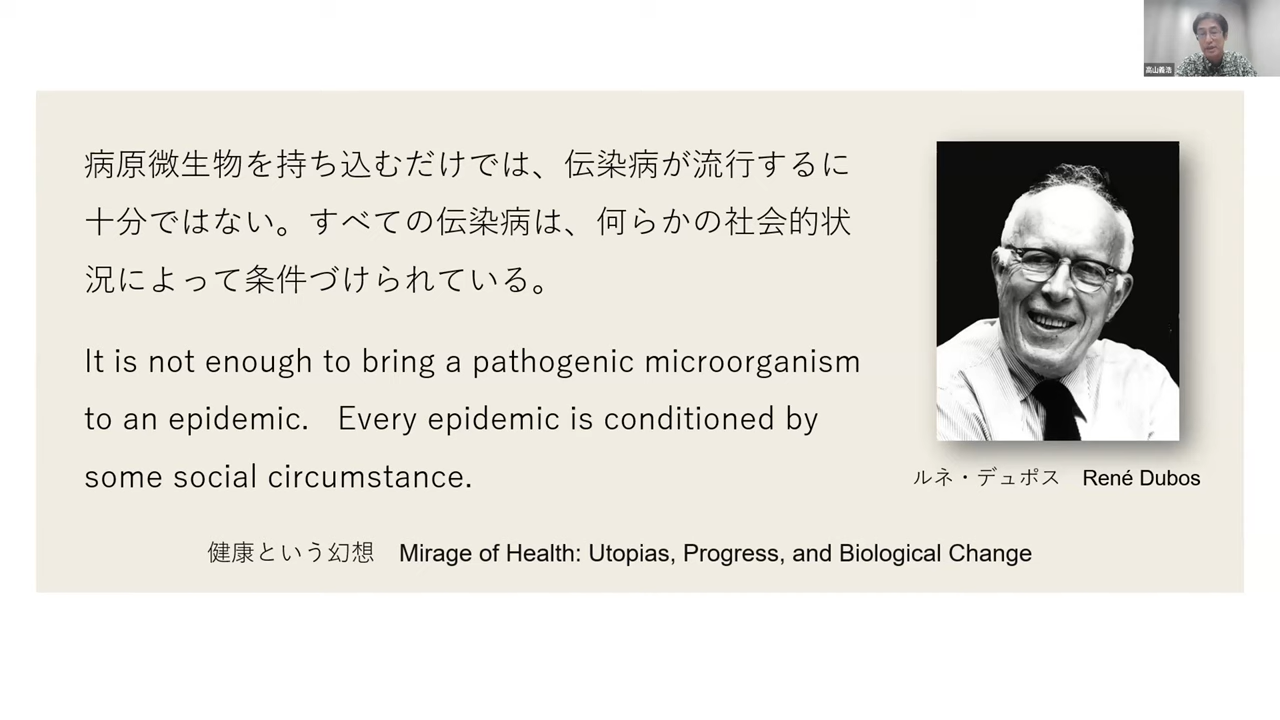 高山義浩
病原微生物を持ち込むだけでは、伝染病が流行するに
十分ではない。すべての伝染病は、何らかの社会的状
況によって条件づけられている。
It is not enough to bring a pathogenic microorganism
to an epidemic. Every epidemic is conditioned by
some social circumstance.
ルネ・デュポス René Dubos
健康という幻想 Mirage of Health: Utopias, Progress, and Biological Change